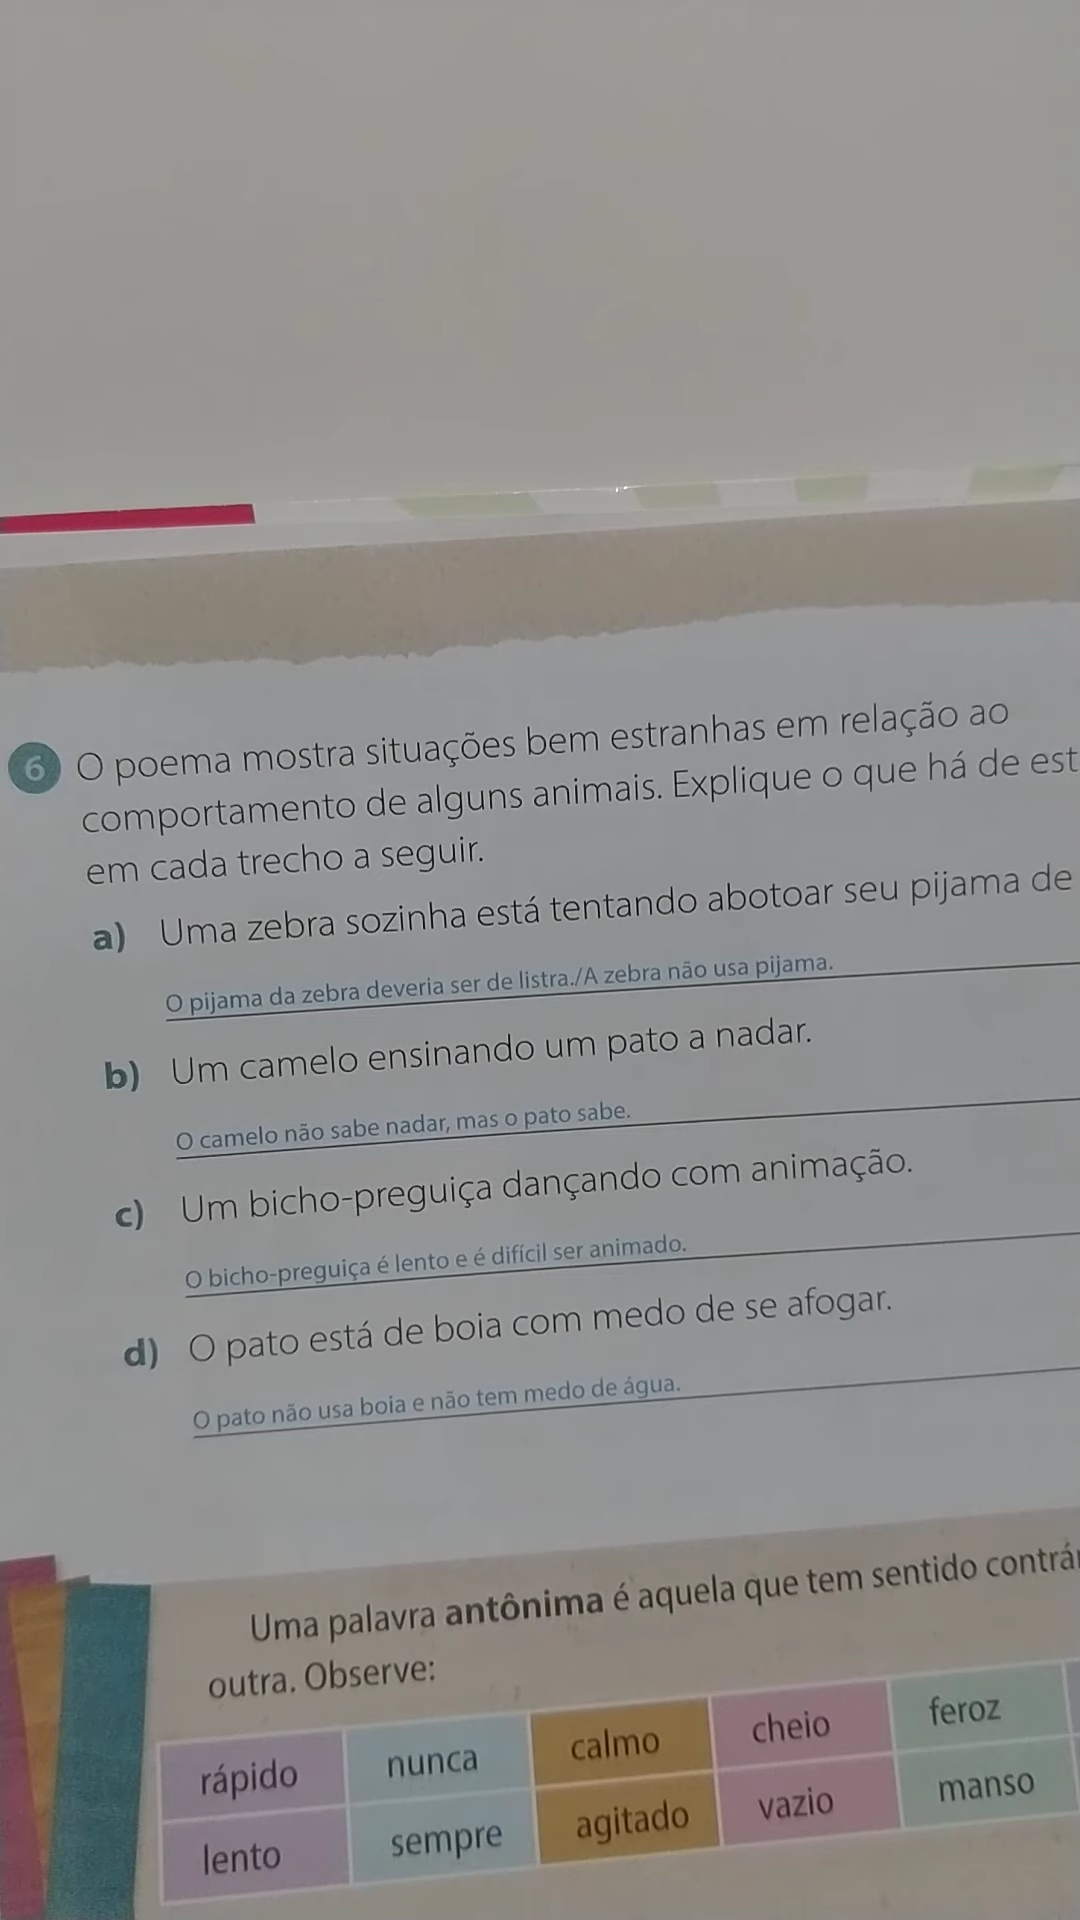 6 O poema mostra situações bem estranhas em relação ao
comportamento de alguns animais. Explique o que há de
em cada trecho a seguir.
a) Uma zebra sozinha está tentando abotoar seu pijama de
O pijama da zebra deveria ser de listra./A zebra não usa pijama.
b) Um camelo ensinando um pato a nadar.
O camelo não sabe nadar, mas o pato sabe.
c) Um bicho-preguiça dançando com animação.
O bicho-preguiça é lento e é difícil ser animado.
d) O pato está de boia com medo de se afogar.
O pato não usa boia e não tem medo de água.
Uma palavra antônima é aquela que tem sentido
outra. Observe:
rápido nunca calmo cheio feroz
lento sempre agitado vazio manso